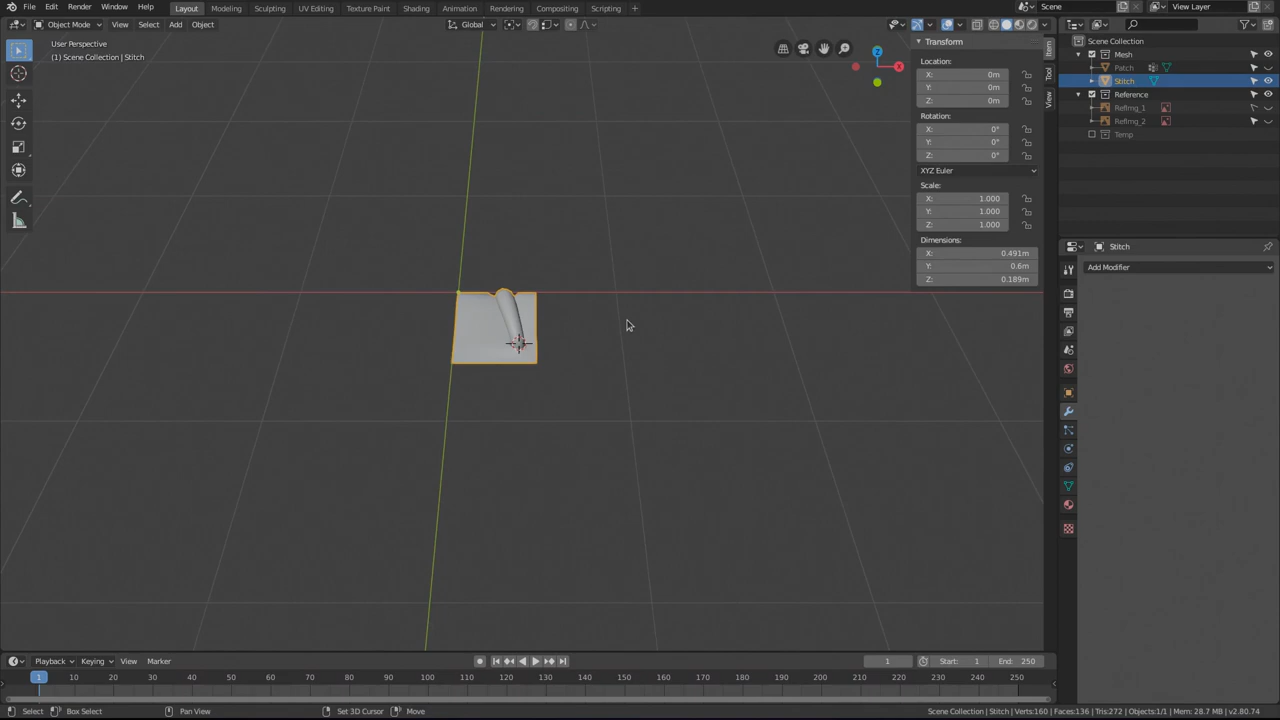 File Edit Render Window Help Layout Modeling Sculpting UV Editing Texture Paint Shading Animation Rendering Compositing Scripting + Scene View Layer
Object Mode View Select Add Object Global
User Perspective
(1) Scene Collection | Stitch
Transform
Location:
X: 0m
Y: 0m
Z: 0m
Rotation:
X: 0°
Y: 0°
Z: 0°
XYZ Euler
Scale:
X: 1.000
Y: 1.000
Z: 1.000
Dimensions:
X: 0.491m
Y: 0.6m
Z: 0.189m
Item
Tool
View
Z
X
Scene Collection
Mesh
Patch
Stitch
Reference
RefImg_1
RefImg_2
Temp
Stitch
Add Modifier
Playback Keying View Marker 1 Start: 1 End: 250
1 10 20 30 40 50 60 70 80 90 100 110 120 130 140 150 160 170 180 190 200 210 220 230 240 250
Select Box Select Pan View Set 3D Cursor Move Scene Collection | Stitch | Verts:160 | Faces:136 | Tris:272 | Objects:1/1 | Mem: 28.7 MB | v2.80.74